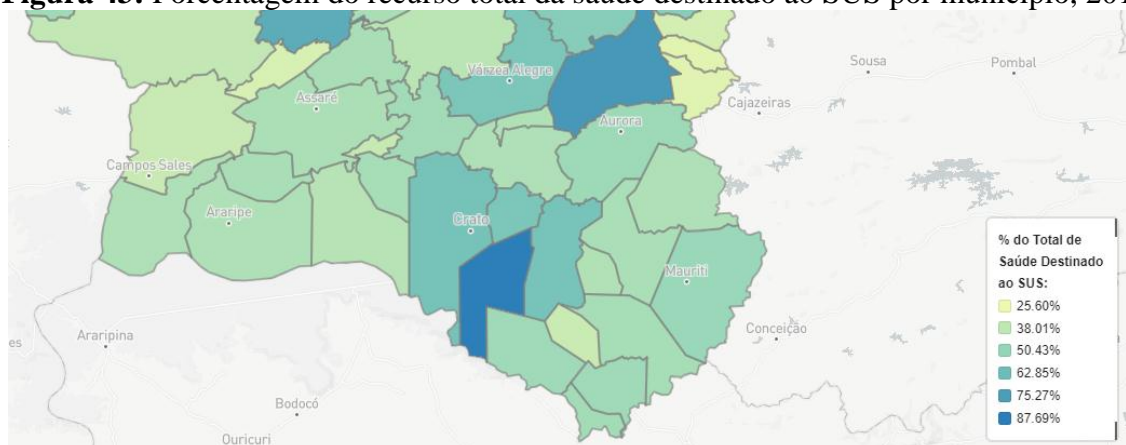 Figura 43: Porcentagem do recurso total da saúde destinado ao SUS por município, 201
Várzea Alegre
Sousa
Pombal
Assaré
Cajazeiras
Aurora
Campos Sales
Araripe
Crato
Mauriti
% do Total de
Saúde Destinado
ao SUS:
25.60%
38.01%
50.43%
62.85%
75.27%
87.69%
Araripina
Conceição
es
Bodocó
Ouricuri